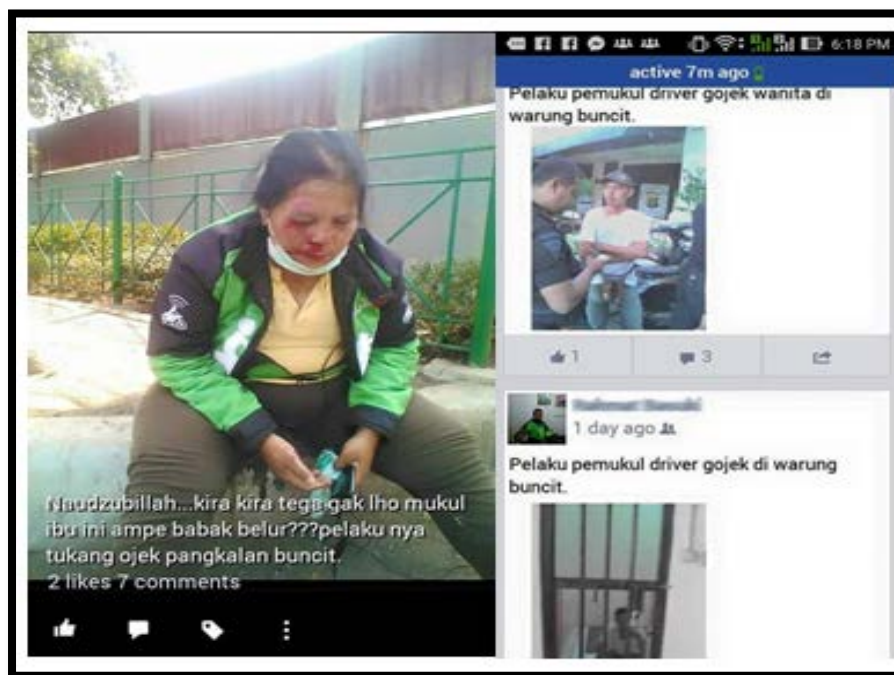 6:18 PM
active 7m ago
Pelaku pemukul driver gojek wanita di
warung buncit.
1
3
1 day ago
Pelaku pemukul driver gojek di warung
buncit.
Naudzubillah...kira kira tega gak lho mukul
ibu ini ampe babak belur???pelaku nya
tukang ojek pangkalan buncit.
2 likes 7 comments